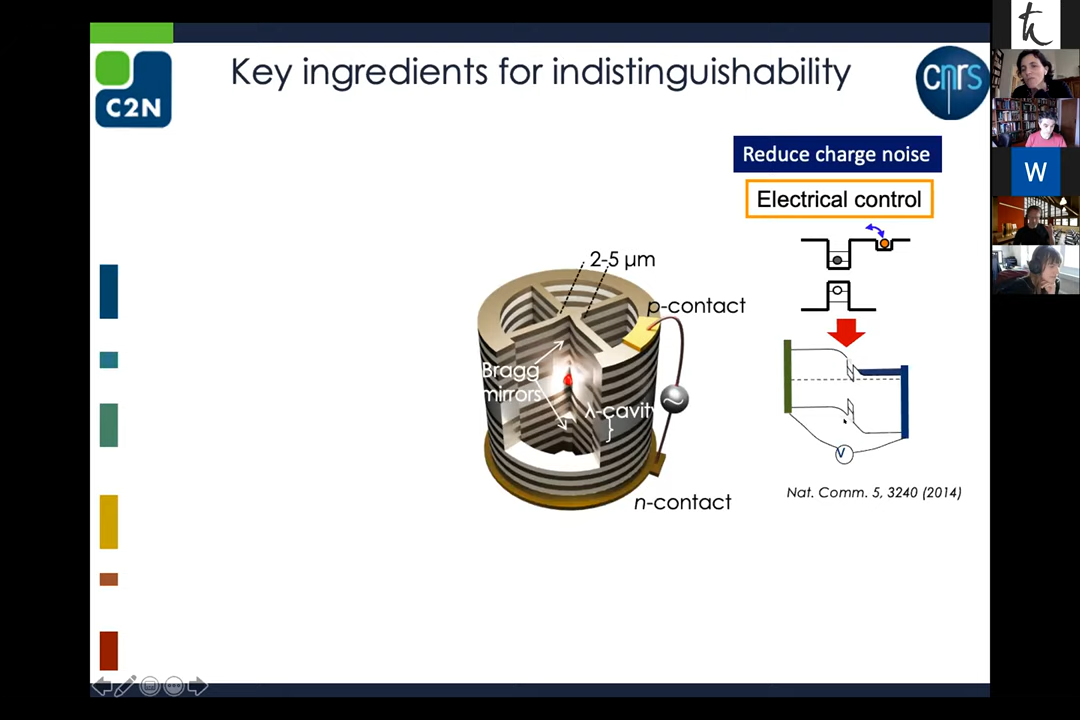 Key ingredients for indistinguishability
C2N
cnrs
Reduce charge noise
Electrical control
2-5 µm
p-contact
Bragg
mirrors
λ-cavity
}
n-contact
V
Nat. Comm. 5, 3240 (2014)
W